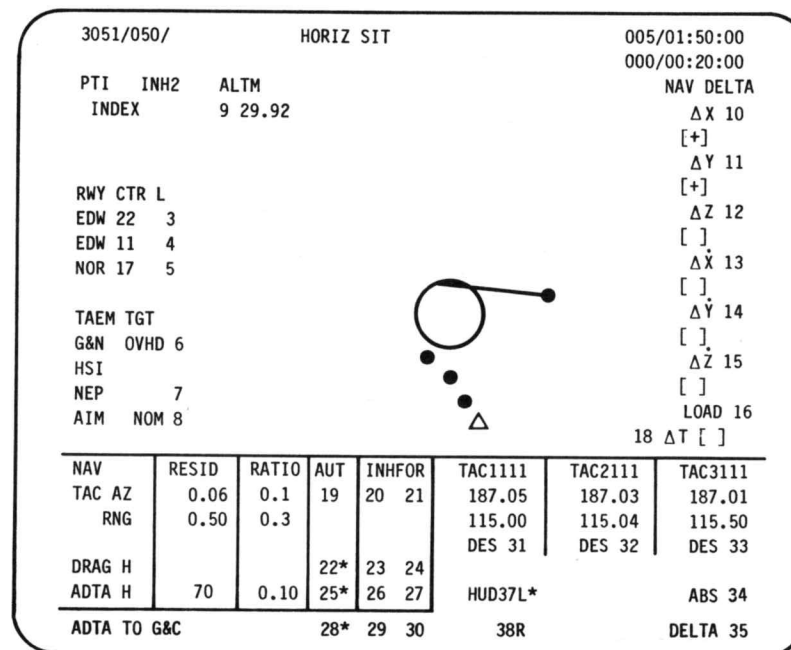 3051/050/ HORIZ SIT 005/01:50:00
000/00:20:00
PTI INH2 ALTM NAV DELTA
INDEX 9 29.92 ΔX 10
[+]
ΔY 11
RWY CTR L [+]
EDW 22 3 ΔZ 12
EDW 11 4 [ ]
NOR 17 5 ΔẊ 13
[ ]
TAEM TGT ΔẎ 14
G&N OVHD 6 [ ]
HSI ΔŻ 15
NEP 7 [ ]
AIM NOM 8 LOAD 16
18 ΔT [ ]
NAV RESID RATIO AUT INHFOR TAC1111 TAC2111 TAC3111
TAC AZ 0.06 0.1 19 20 21 187.05 187.03 187.01
RNG 0.50 0.3 115.00 115.04 115.50
DES 31 DES 32 DES 33
DRAG H 22* 23 24
ADTA H 70 0.10 25* 26 27 HUD37L* ABS 34
ADTA TO G&C 28* 29 30 38R DELTA 35